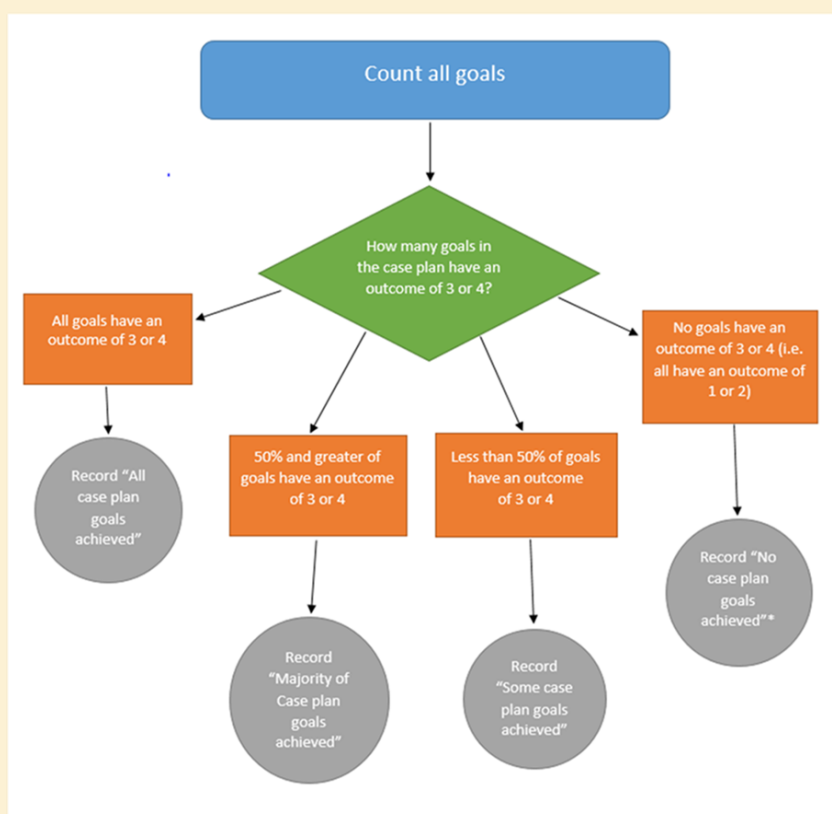 Count all goals
How many goals in
the case plan have an
outcome of 3 or 4?
All goals have an
outcome of 3 or 4
No goals have an
outcome of 3 or 4 (i.e.
all have an outcome of
1 or 2)
50% and greater of
goals have an outcome
of 3 or 4
Less than 50% of goals
have an outcome
of 3 or 4
Record “All
case plan
goals
achieved”
Record “No
case plan
goals
achieved”*
Record
“Majority of
Case plan
goals
achieved”
Record
“Some case
plan goals
achieved”